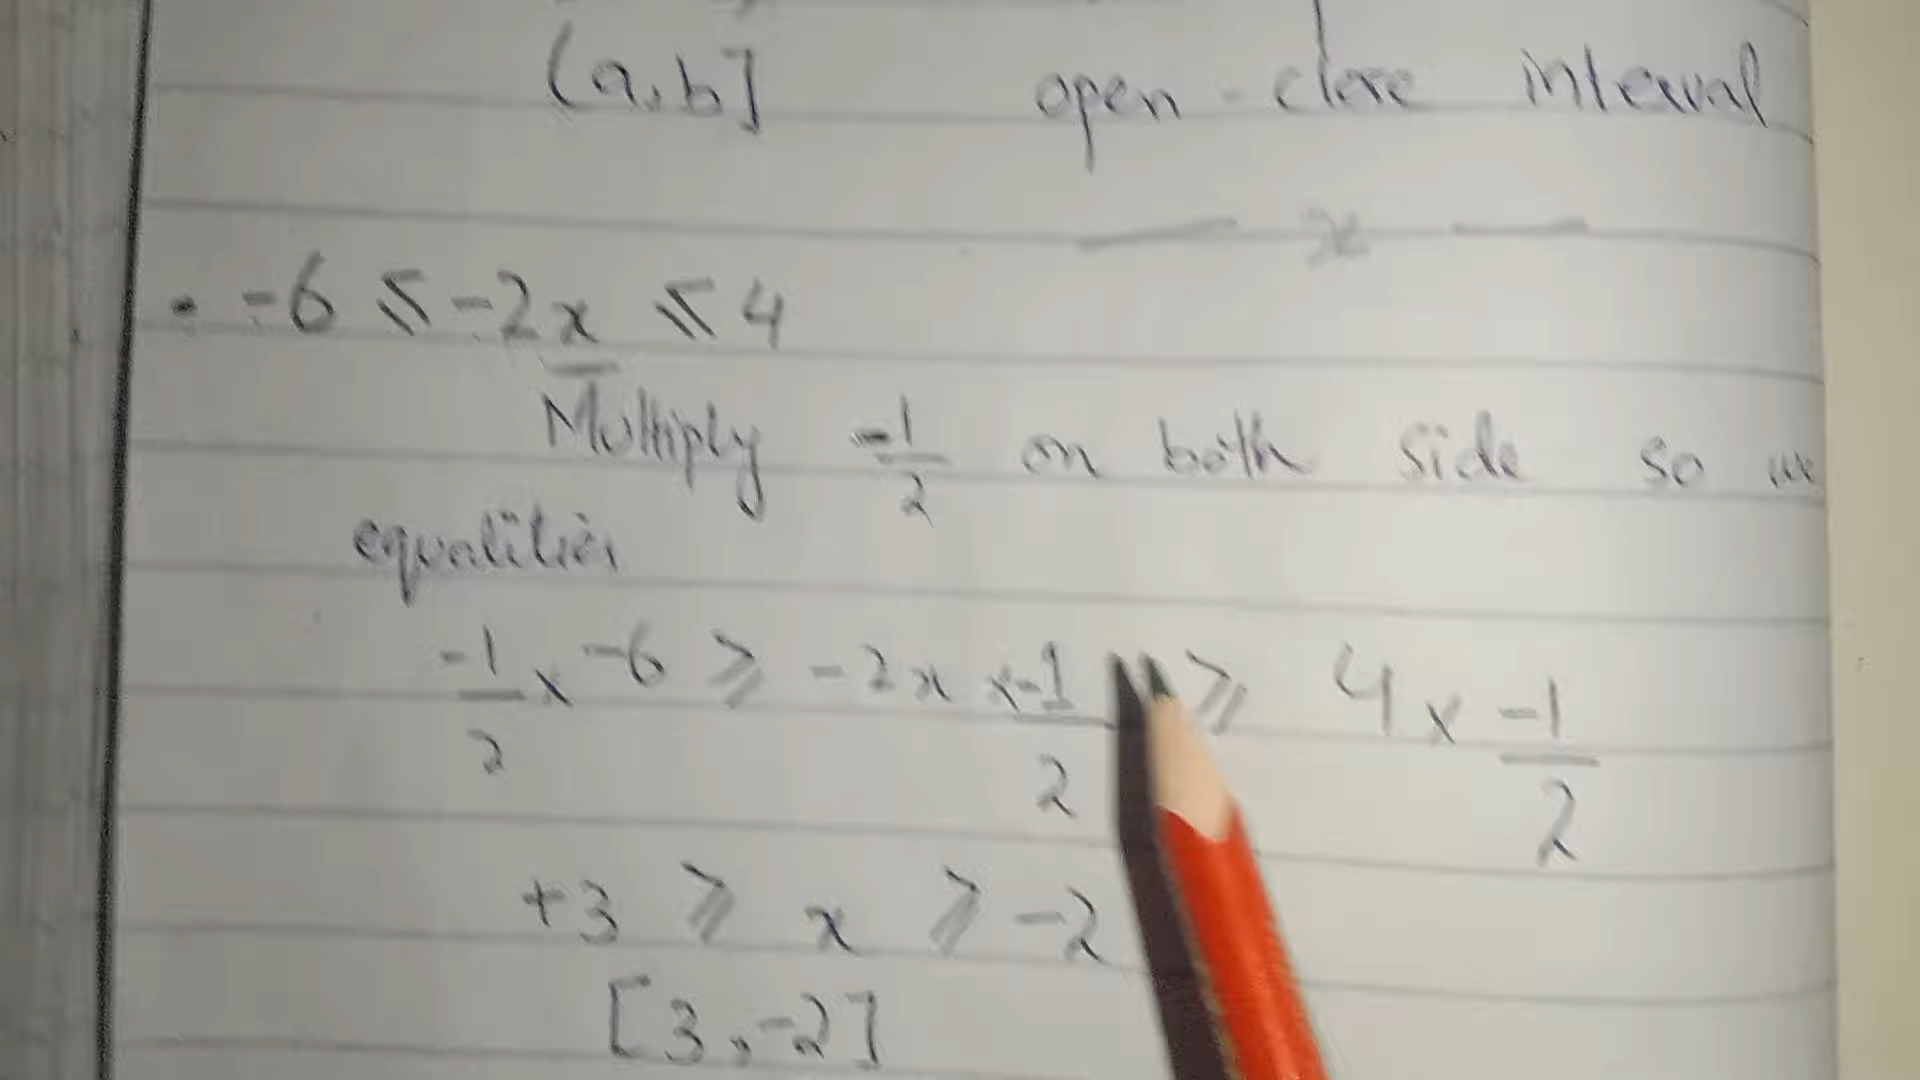 (a,b] open-close interval
— x —
• -6 ≤ -2x ≤ 4
Multiply -1/2 on both side so we
equalities
-1/2 x -6 ≥ -2x x -1/2 ≥ 4 x -1/2
+3 ≥ x ≥ -2
[3,-2]